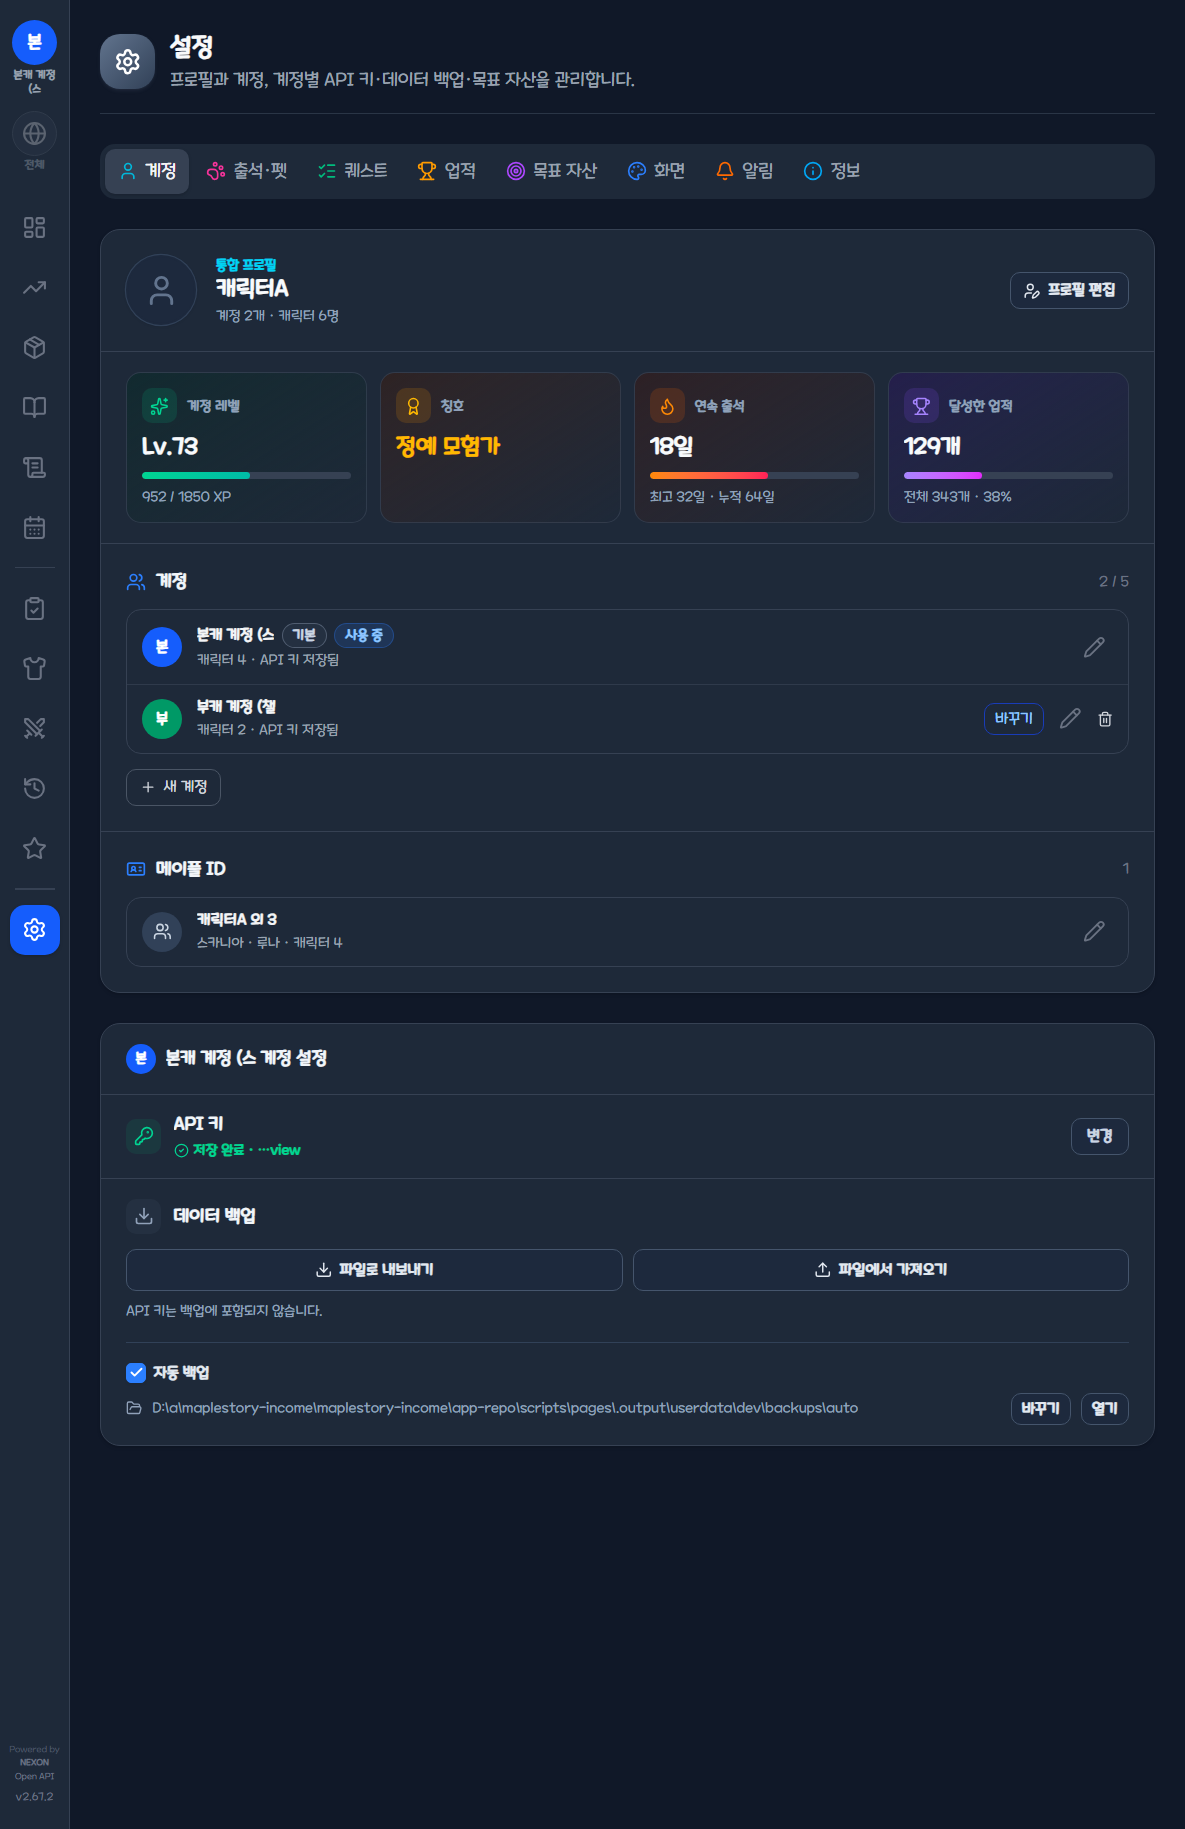 본
본캐 계정
(스
전체
설정
프로필과 계정, 계정별 API 키·데이터 백업·목표 자산을 관리합니다.
계정
출석·펫
퀘스트
업적
목표 자산
화면
알림
정보
통합 프로필
캐릭터A
계정 2개 · 캐릭터 6명
프로필 편집
계정 레벨
Lv.73
952 / 1850 XP
칭호
정예 모험가
연속 출석
18일
최고 32일 · 누적 64일
달성한 업적
129개
전체 343개 · 38%
계정
2 / 5
본
본캐 계정 (스
기본
사용 중
캐릭터 4 · API 키 저장됨
부
부캐 계정 (챌
캐릭터 2 · API 키 저장됨
바꾸기
새 계정
메이플 ID
1
캐릭터A 외 3
스카니아 · 루나 · 캐릭터 4
본
본캐 계정 (스 계정 설정
API 키
저장 완료 · ···view
변경
데이터 백업
파일로 내보내기
파일에서 가져오기
API 키는 백업에 포함되지 않습니다.
자동 백업
D:\a\maplestory-income\maplestory-income\app-repo\scripts\pages\.output\userdata\dev\backups\auto
바꾸기
열기
Powered by
NEXON
Open API
v2.67.2